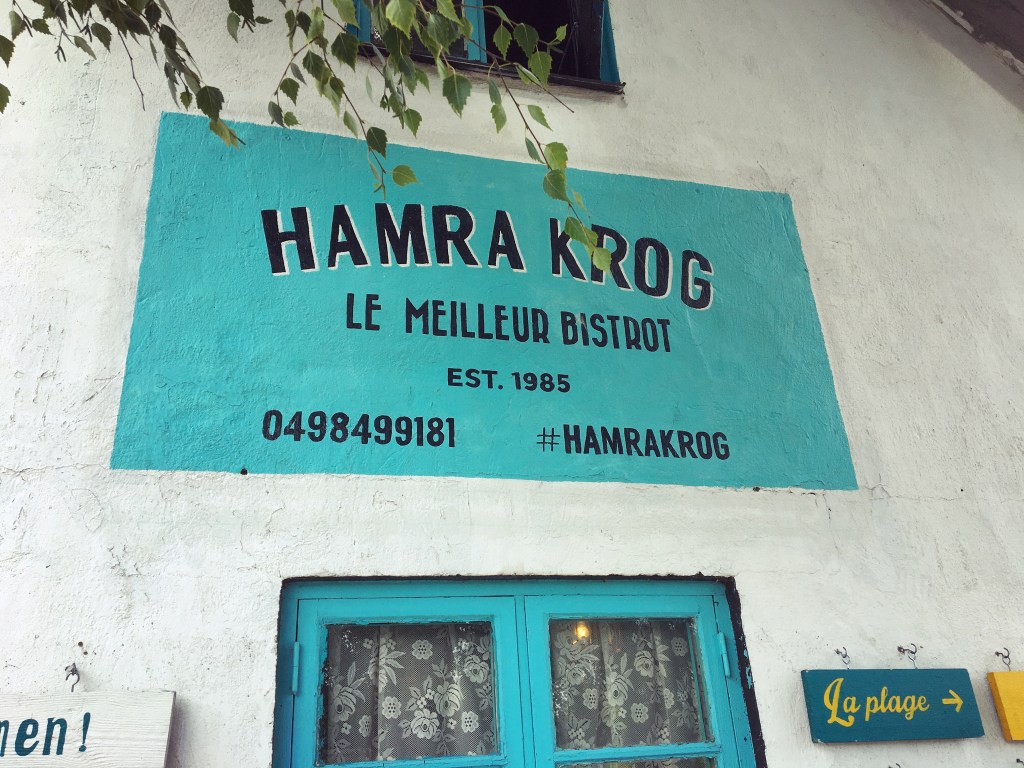 HAMRA KROG
LE MEILLEUR BISTROT
EST. 1985
0498499181 #HAMRAKROG
men!
La plage →